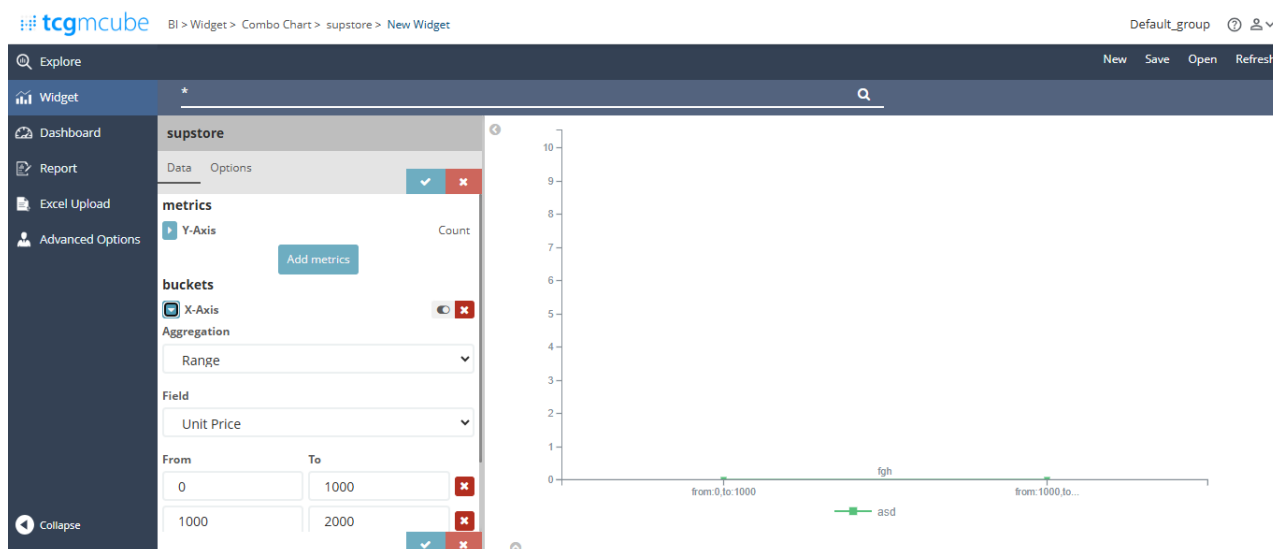 tcgmcube BI > Widget > Combo Chart > supstore > New Widget Default_group
Explore New Save Open Refresh
Widget *
Dashboard supstore
Report Data Options
Excel Upload metrics
Y-Axis Count
Advanced Options
Add metrics
buckets
X-Axis
Aggregation
Range
Field
Unit Price
From To
0 1000
1000 2000
Collapse
10
9
8
7
6
5
4
3
2
1
0
fgh
from:0,to:1000 from:1000,to...
asd